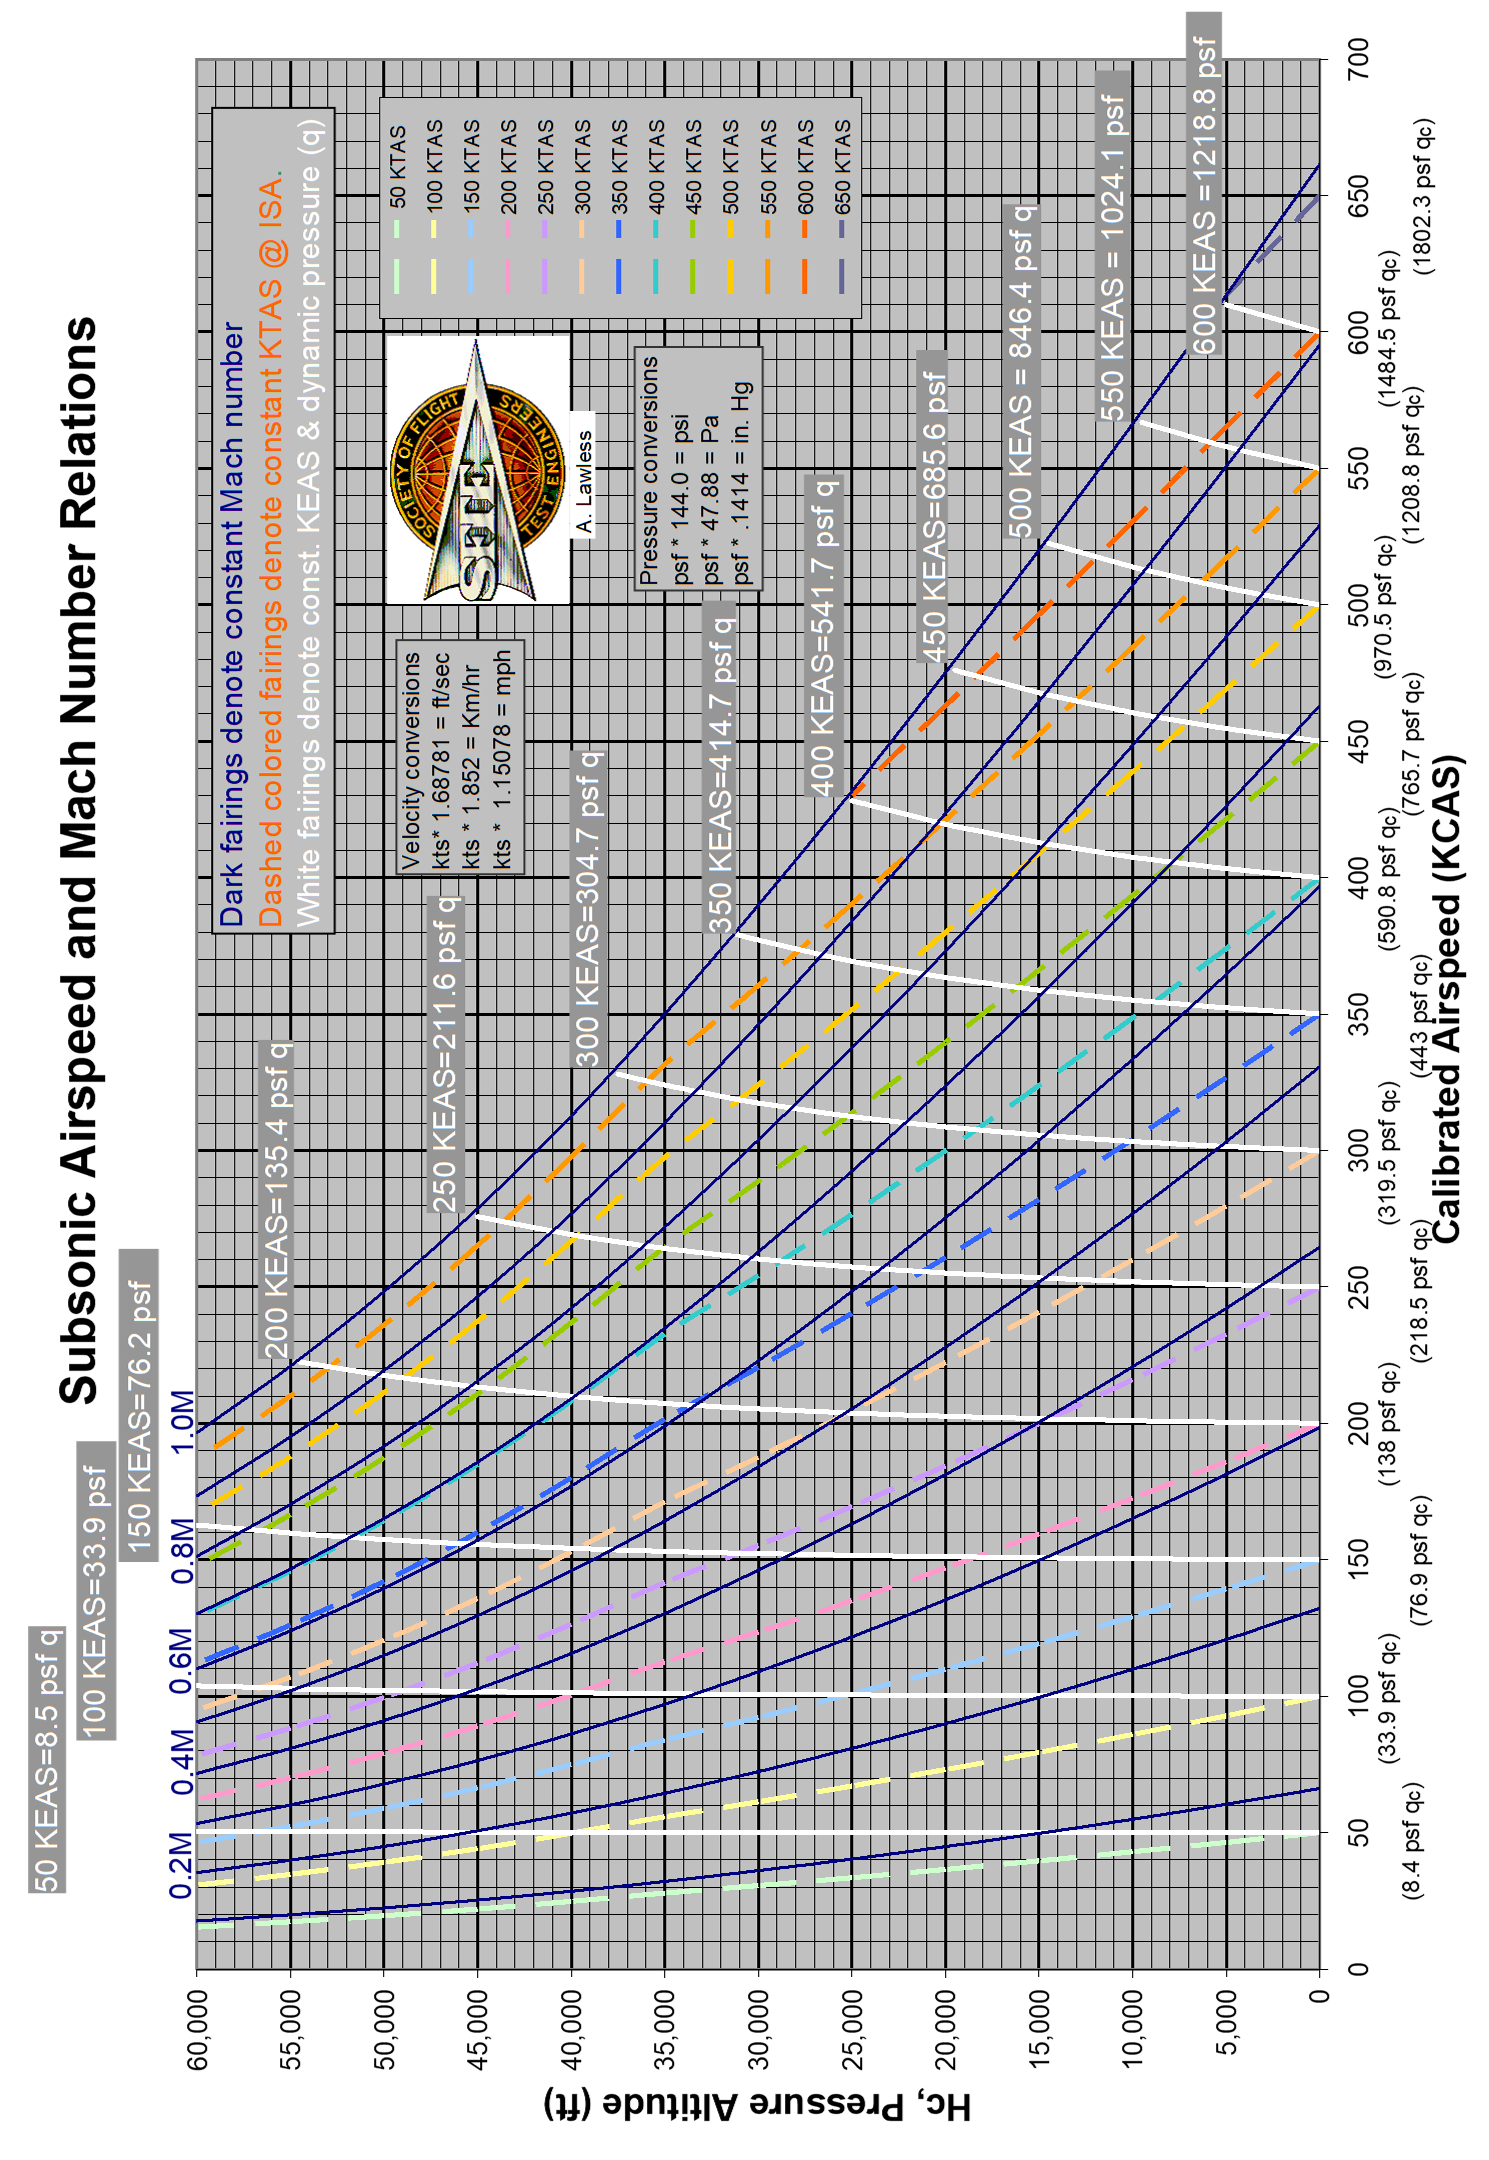 Subsonic Airspeed and Mach Number Relations
50 KEAS=8.5 psf q
100 KEAS=33.9 psf
150 KEAS=76.2 psf
200 KEAS=135.4 psf q
250 KEAS=211.6 psf q
300 KEAS=304.7 psf q
350 KEAS=414.7 psf q
400 KEAS=541.7 psf q
450 KEAS=685.6 psf
500 KEAS = 846.4 psf q
550 KEAS = 1024.1 psf
600 KEAS =1218.8 psf
0.2M
0.4M
0.6M
0.8M
1.0M
Dark fairings denote constant Mach number
Dashed colored fairings denote constant KTAS @ ISA.
White fairings denote const. KEAS & dynamic pressure (q)
Velocity conversions
kts* 1.68781 = ft/sec
kts * 1.852 = Km/hr
kts * 1.15078 = mph
SOCIETY OF FLIGHT
TEST ENGINEERS
SFTE
A. Lawless
Pressure conversions
psf * 144.0 = psi
psf * 47.88 = Pa
psf * .1414 = in. Hg
50 KTAS
100 KTAS
150 KTAS
200 KTAS
250 KTAS
300 KTAS
350 KTAS
400 KTAS
450 KTAS
500 KTAS
550 KTAS
600 KTAS
650 KTAS
Hc, Pressure Altitude (ft)
60,000
55,000
50,000
45,000
40,000
35,000
30,000
25,000
20,000
15,000
10,000
5,000
0
0
50
100
150
200
250
300
350
400
450
500
550
600
650
700
(8.4 psf qc)
(33.9 psf qc)
(76.9 psf qc)
(138 psf qc)
(218.5 psf qc)
(319.5 psf qc)
(443 psf qc)
(590.8 psf qc)
(765.7 psf qc)
(970.5 psf qc)
(1208.8 psf qc)
(1484.5 psf qc)
(1802.3 psf qc)
Calibrated Airspeed (KCAS)